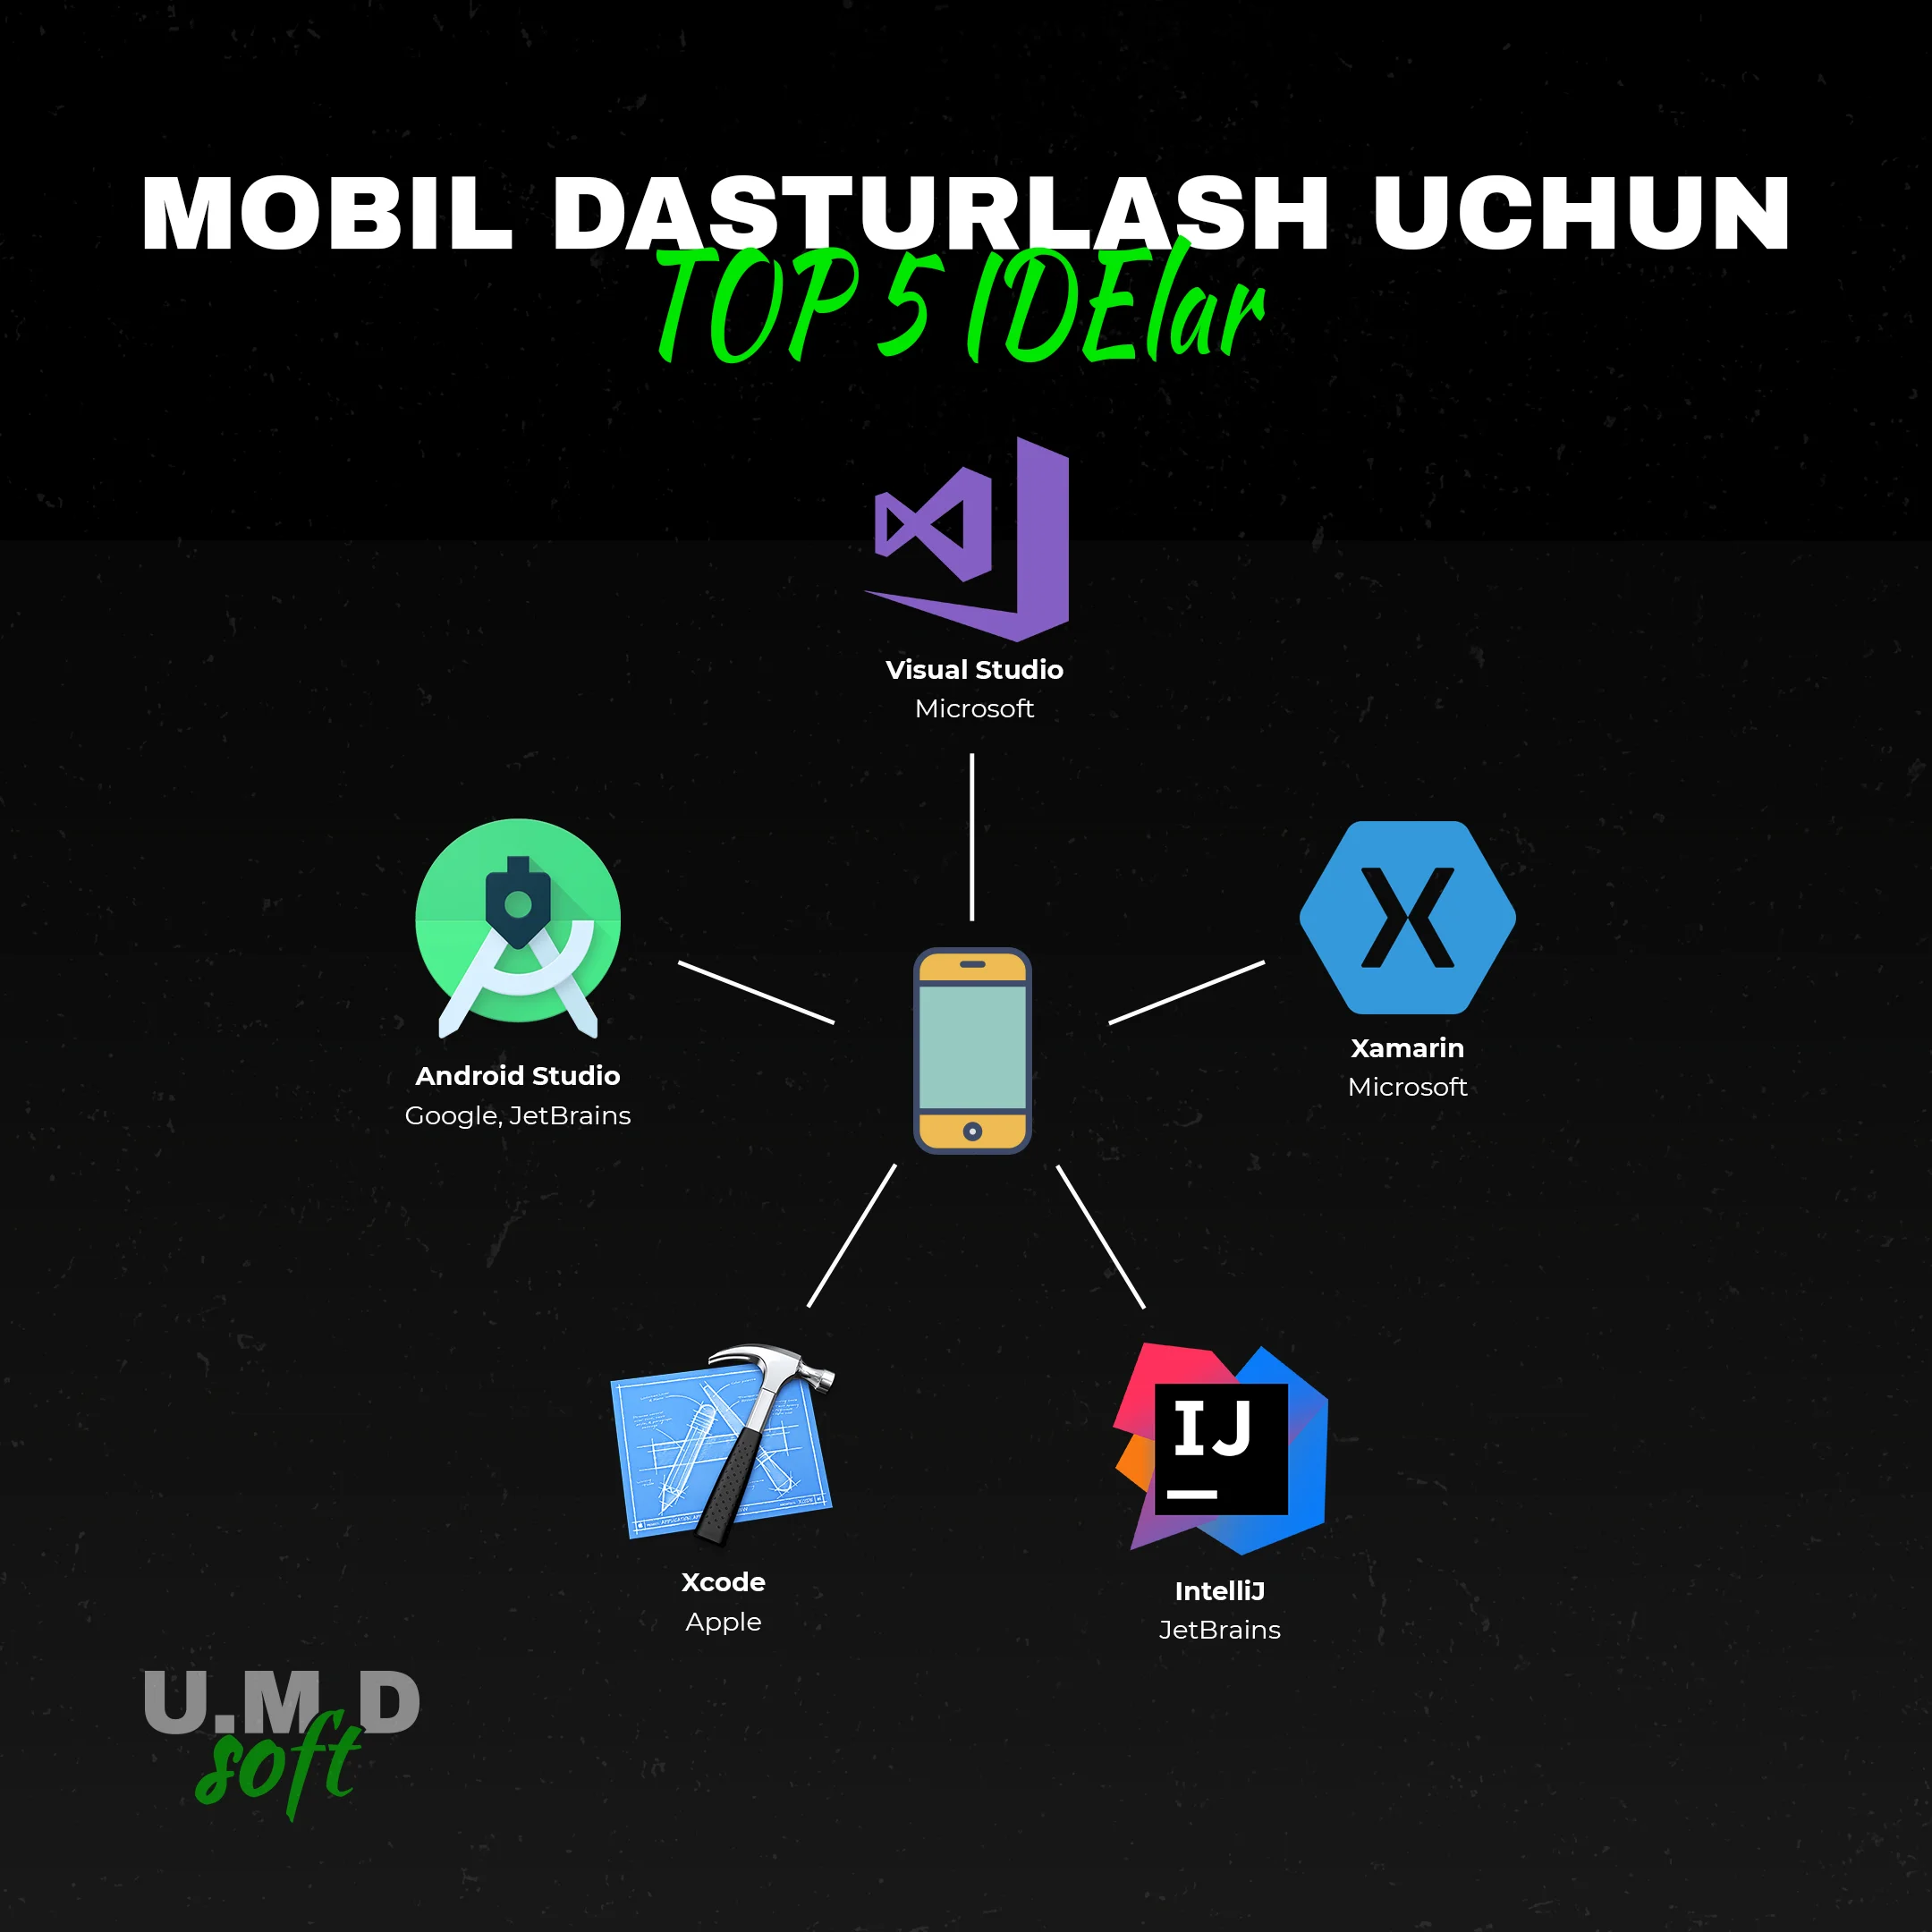 MOBIL DASTURLASH UCHUN
TOP 5 IDElar
Visual Studio
Microsoft
Android Studio
Google, JetBrains
Xamarin
Microsoft
Xcode
Apple
IJ
IntelliJ
JetBrains
U.M D
soft